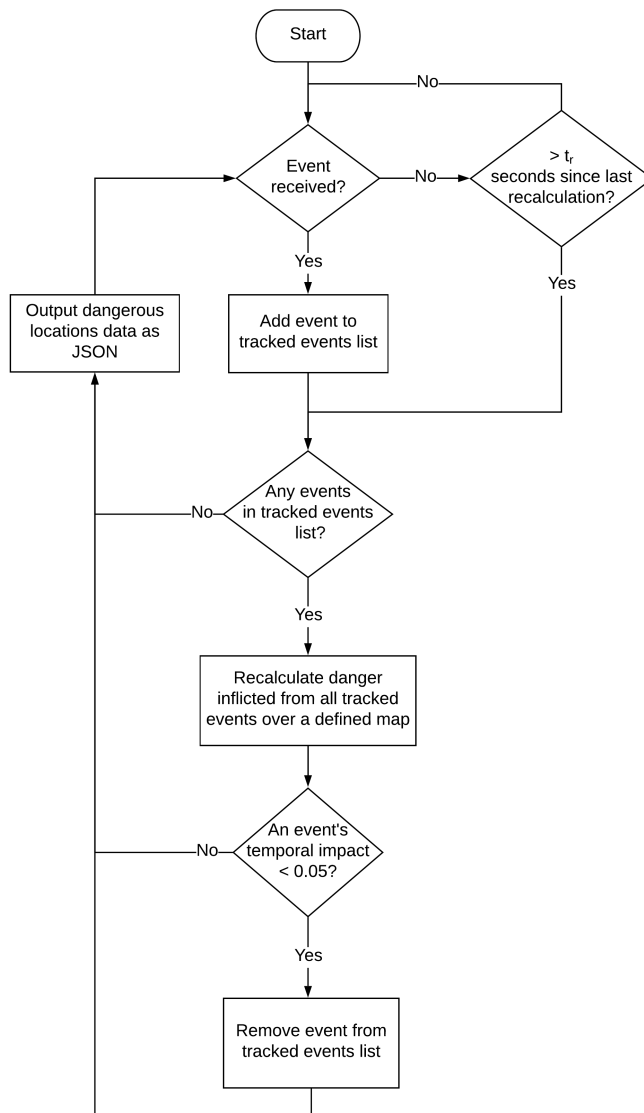 Start
No
Event
received?
No
> tᵣ
seconds since last
recalculation?
Yes
Yes
Output dangerous
locations data as
JSON
Add event to
tracked events list
Any events
in tracked events
list?
No
Yes
Recalculate danger
inflicted from all tracked
events over a defined map
An event's
temporal impact
< 0.05?
No
Yes
Remove event from
tracked events list